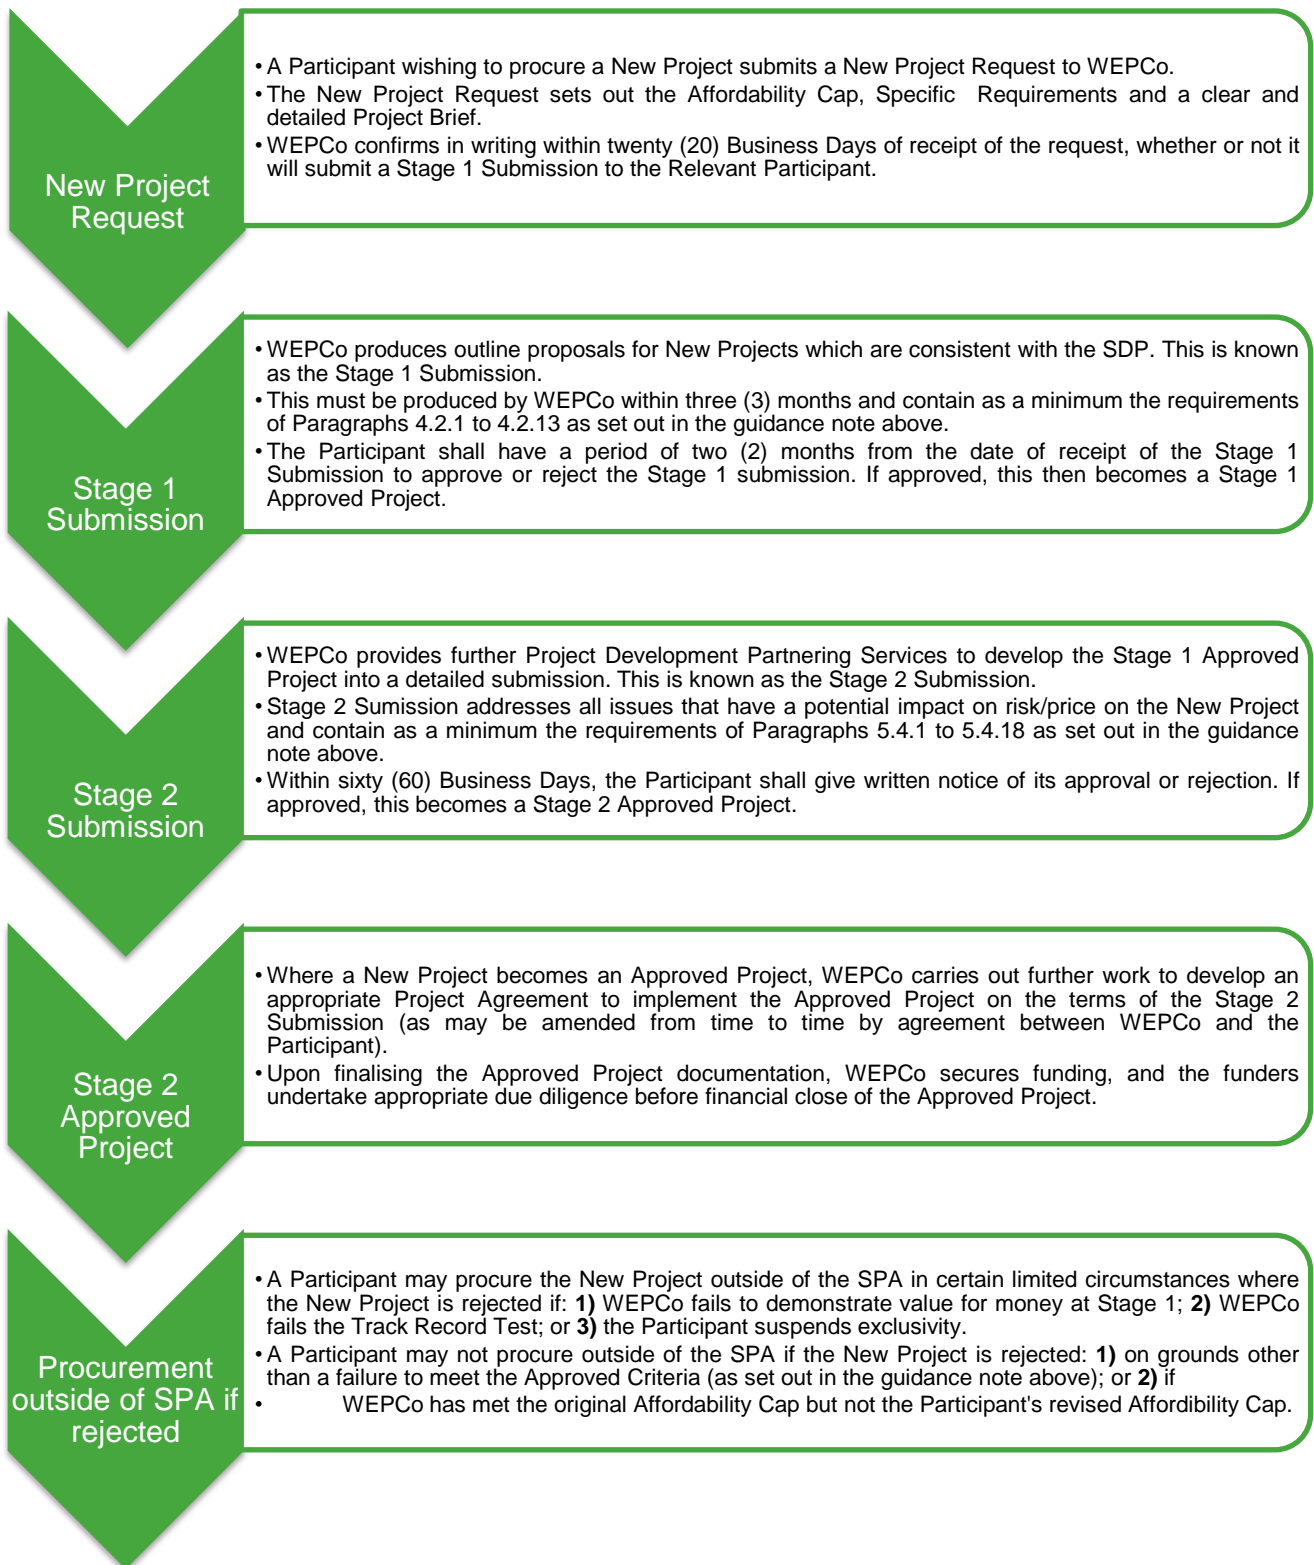 New Project
Request
• A Participant wishing to procure a New Project submits a New Project Request to WEPCo.
• The New Project Request sets out the Affordability Cap, Specific Requirements and a clear and
detailed Project Brief.
• WEPCo confirms in writing within twenty (20) Business Days of receipt of the request, whether or not it
will submit a Stage 1 Submission to the Relevant Participant.
Stage 1
Submission
• WEPCo produces outline proposals for New Projects which are consistent with the SDP. This is known
as the Stage 1 Submission.
• This must be produced by WEPCo within three (3) months and contain as a minimum the requirements
of Paragraphs 4.2.1 to 4.2.13 as set out in the guidance note above.
• The Participant shall have a period of two (2) months from the date of receipt of the Stage 1
Submission to approve or reject the Stage 1 submission. If approved, this then becomes a Stage 1
Approved Project.
Stage 2
Submission
• WEPCo provides further Project Development Partnering Services to develop the Stage 1 Approved
Project into a detailed submission. This is known as the Stage 2 Submission.
• Stage 2 Sumission addresses all issues that have a potential impact on risk/price on the New Project
and contain as a minimum the requirements of Paragraphs 5.4.1 to 5.4.18 as set out in the guidance
note above.
• Within sixty (60) Business Days, the Participant shall give written notice of its approval or rejection. If
approved, this becomes a Stage 2 Approved Project.
Stage 2
Approved
Project
• Where a New Project becomes an Approved Project, WEPCo carries out further work to develop an
appropriate Project Agreement to implement the Approved Project on the terms of the Stage 2
Submission (as may be amended from time to time by agreement between WEPCo and the
Participant).
• Upon finalising the Approved Project documentation, WEPCo secures funding, and the funders
undertake appropriate due diligence before financial close of the Approved Project.
Procurement
outside of SPA if
rejected
• A Participant may procure the New Project outside of the SPA in certain limited circumstances where
the New Project is rejected if: 1) WEPCo fails to demonstrate value for money at Stage 1; 2) WEPCo
fails the Track Record Test; or 3) the Participant suspends exclusivity.
• A Participant may not procure outside of the SPA if the New Project is rejected: 1) on grounds other
than a failure to meet the Approved Criteria (as set out in the guidance note above); or 2) if
• WEPCo has met the original Affordability Cap but not the Participant's revised Affordibility Cap.